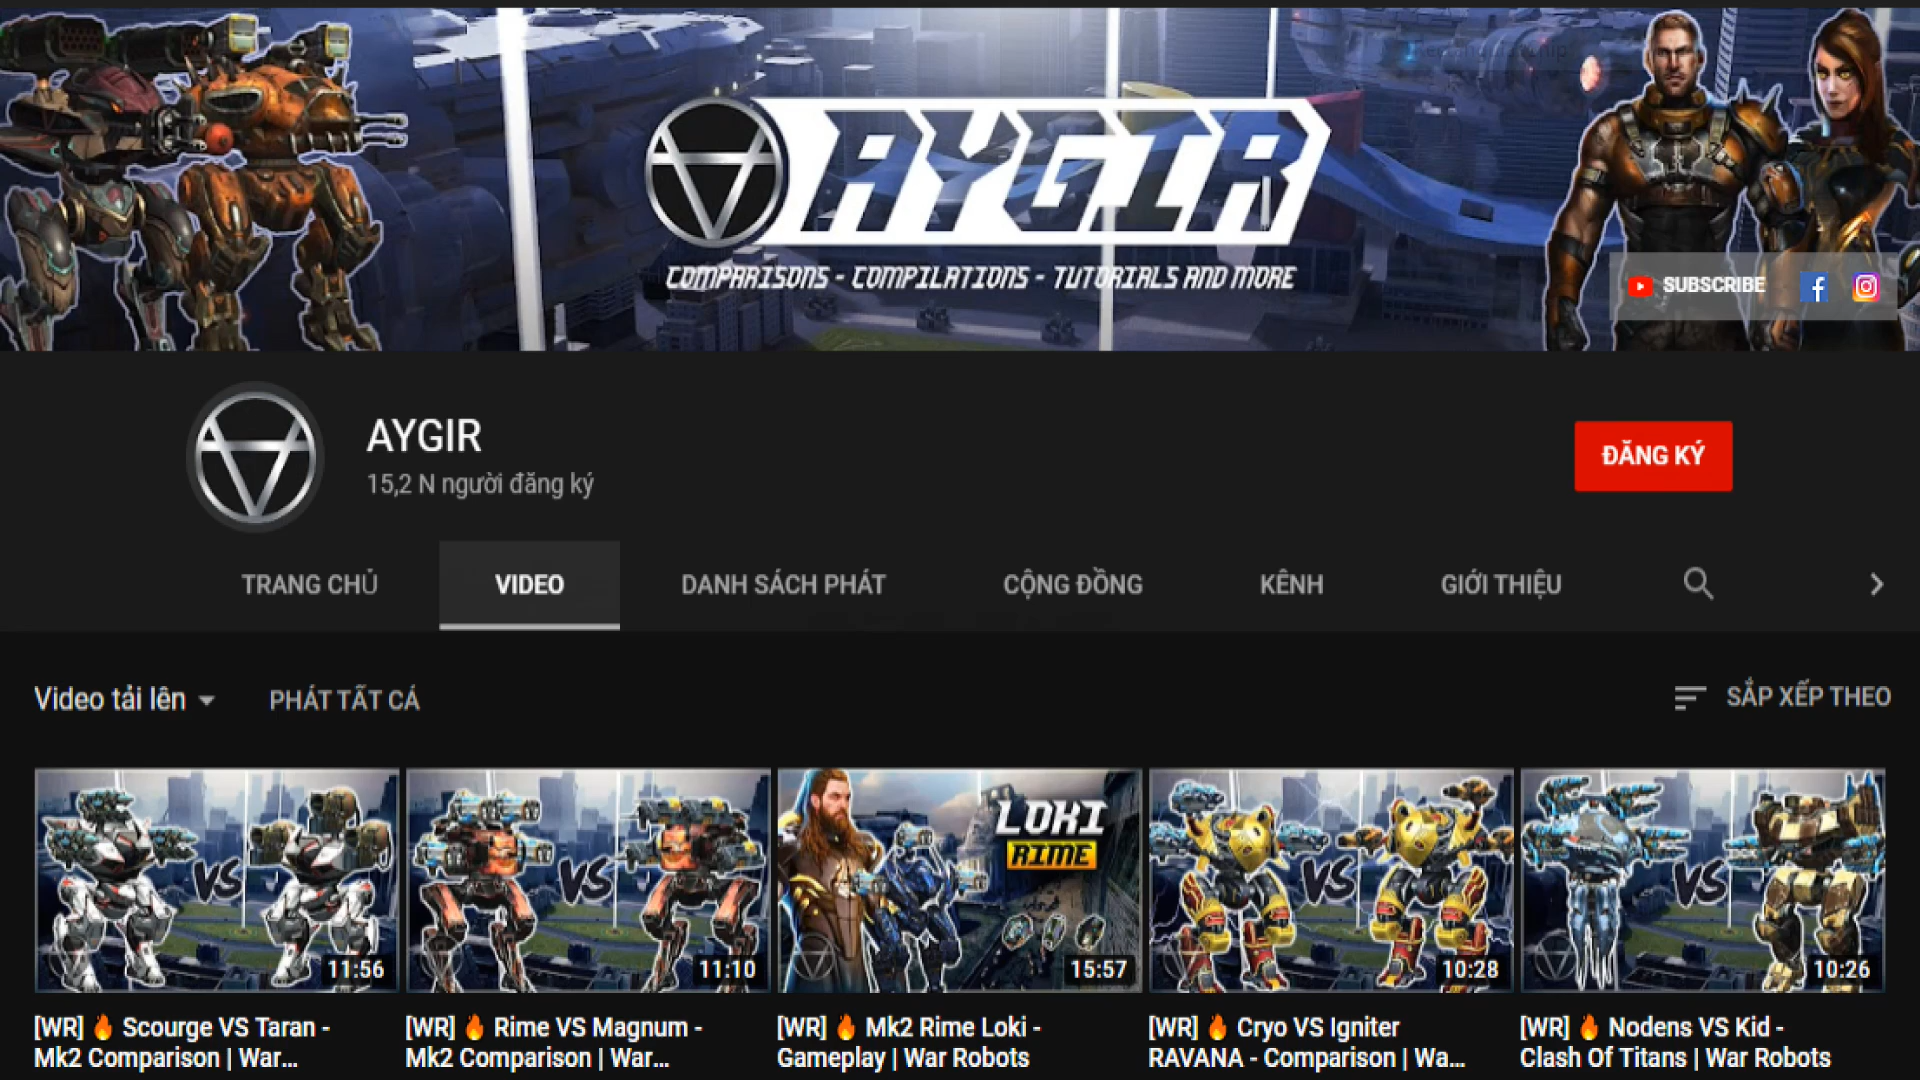 AYGIR
COMPARISONS - COMPILATIONS - TUTORIALS AND MORE
SUBSCRIBE
AYGIR
15,2 N người đăng ký
ĐĂNG KÝ
TRANG CHỦ
VIDEO
DANH SÁCH PHÁT
CỘNG ĐỒNG
KÊNH
GIỚI THIỆU
Video tải lên
PHÁT TẤT CẢ
SẮP XẾP THEO
VS
11:56
VS
11:10
LOKI
RIME
15:57
VS
10:28
VS
10:26
[WR] 🔥 Scourge VS Taran -
Mk2 Comparison | War...
[WR] 🔥 Rime VS Magnum -
Mk2 Comparison | War...
[WR] 🔥 Mk2 Rime Loki -
Gameplay | War Robots
[WR] 🔥 Cryo VS Igniter
RAVANA - Comparison | Wa...
[WR] 🔥 Nodens VS Kid -
Clash Of Titans | War Robots